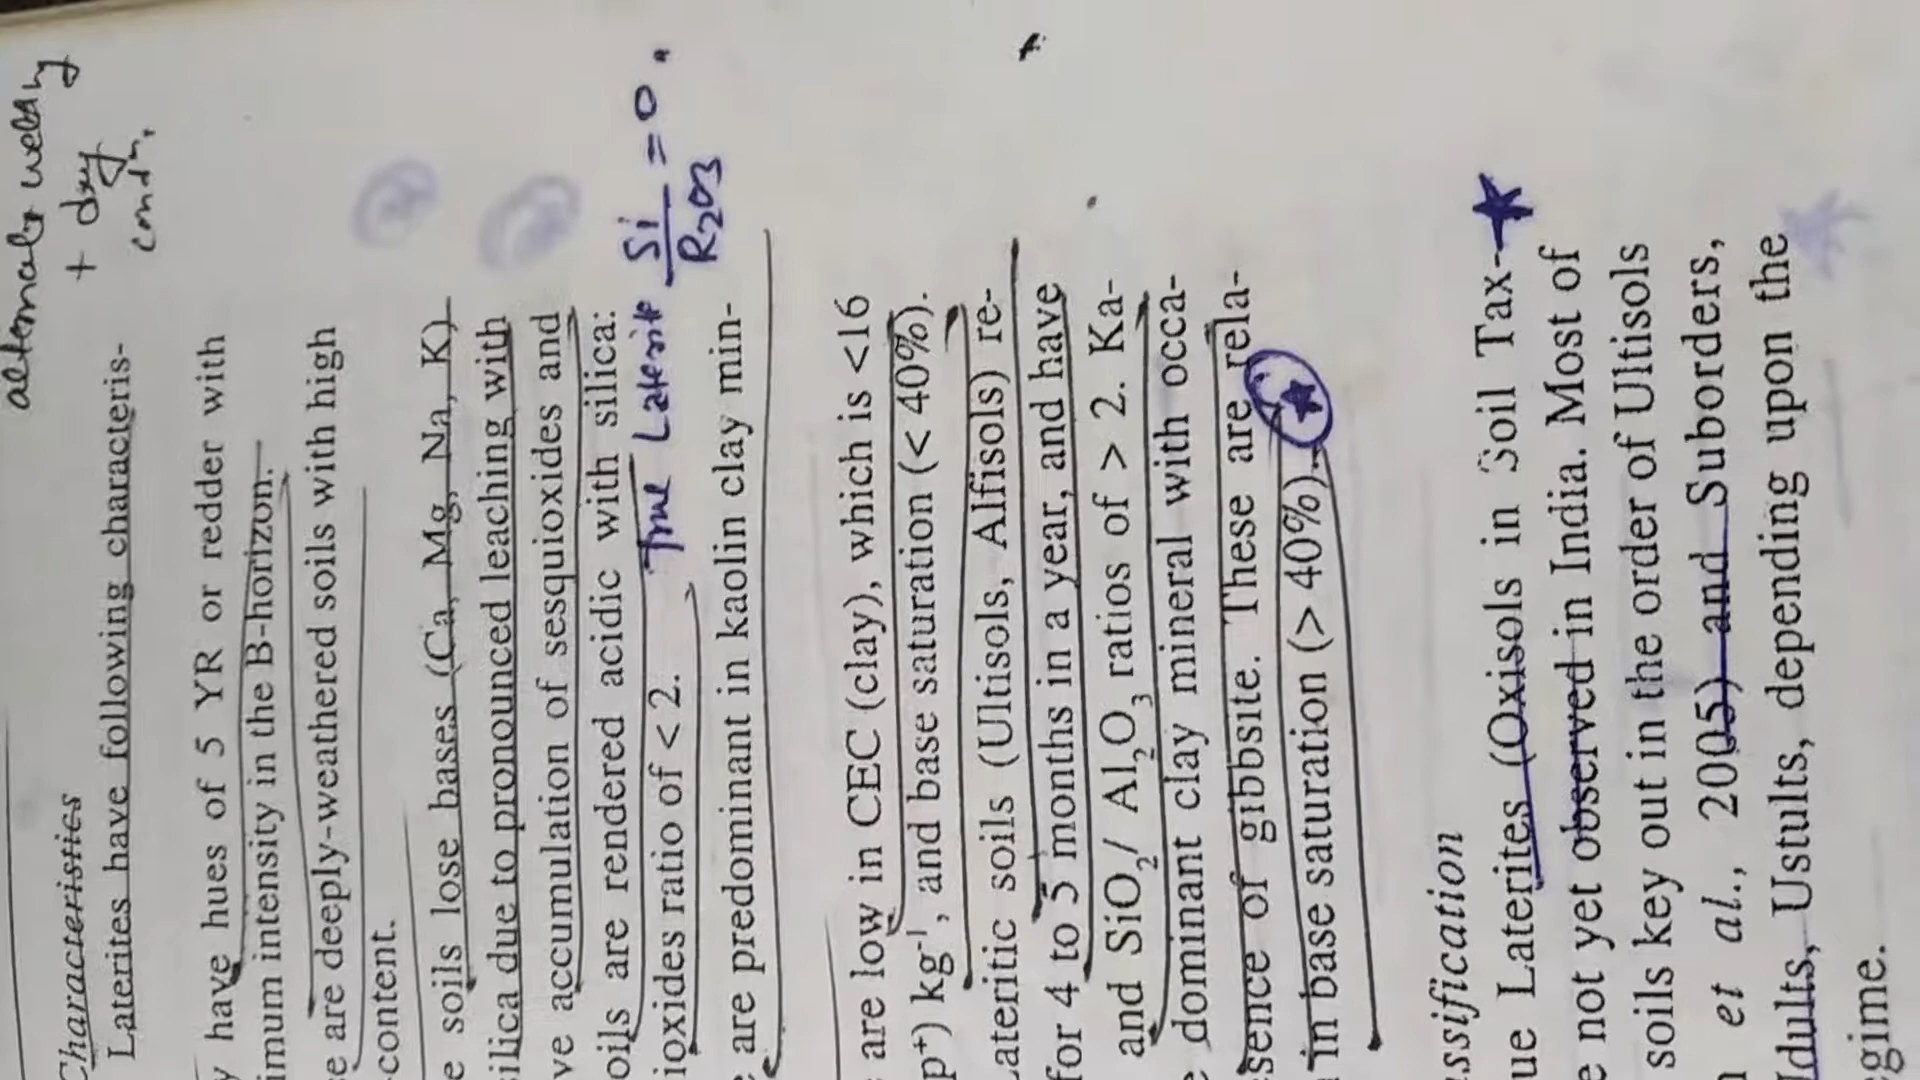 alternate wetting
+ dry
condn.
Characteristics
Laterites have following characteris-
y have hues of 5 YR or redder with
imum intensity in the B-horizon.
e are deeply-weathered soils with high
content.
e soils lose bases (Ca, Mg, Na, K)
silica due to pronounced leaching with
ve accumulation of sesquioxides and
oils are rendered acidic with silica:
ioxides ratio of < 2.
True Laterite Si/R2O3 = 0.
are predominant in kaolin clay min-
are low in CEC (clay), which is <16
p⁺) kg⁻¹, and base saturation (< 40%).
Lateritic soils (Ultisols, Alfisols) re-
for 4 to 5 months in a year, and have
and SiO₂/ Al₂O₃ ratios of > 2. Ka-
dominant clay mineral with occa-
sence of gibbsite. These are rela-
in base saturation (> 40%).
assification
ue Laterites (Oxisols in Soil Tax-
e not yet observed in India. Most of
soils key out in the order of Ultisols
et al., 2005) and Suborders,
dults, Ustults, depending upon the
gime.